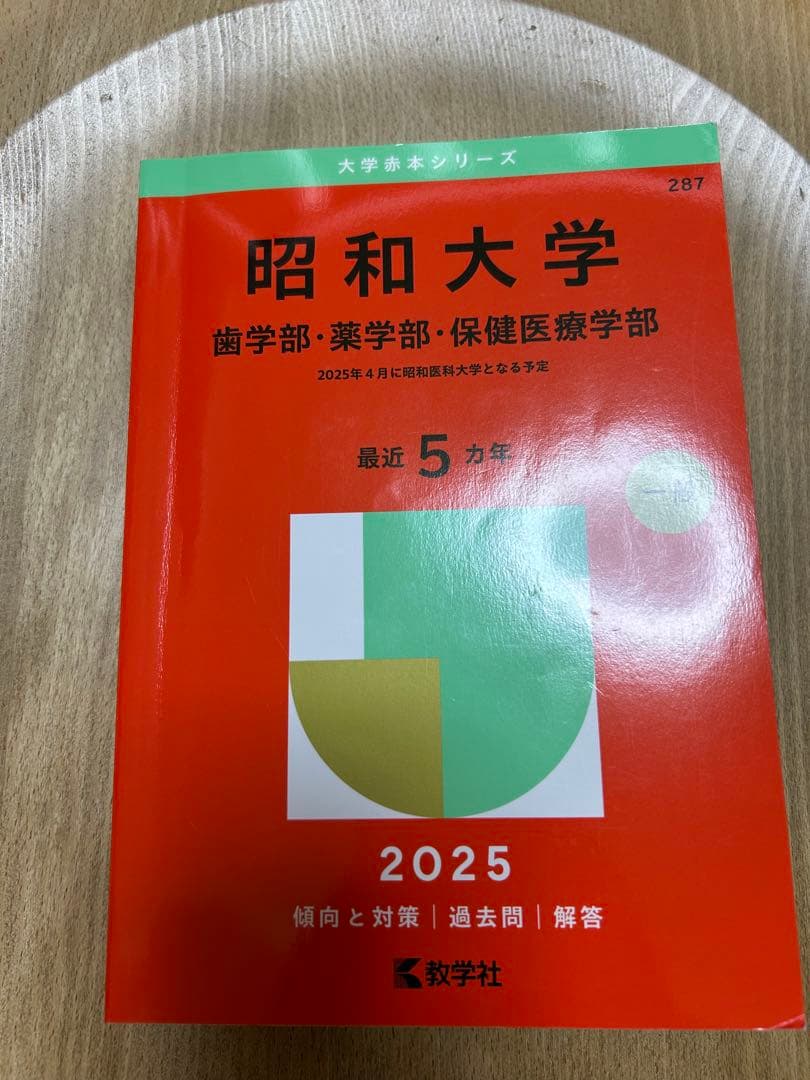 大学赤本シリーズ
287
昭和大学
歯学部・薬学部・保健医療学部
2025年4月に昭和医科大学となる予定
最近5カ年
一般
2025
傾向と対策|過去問|解答
教学社